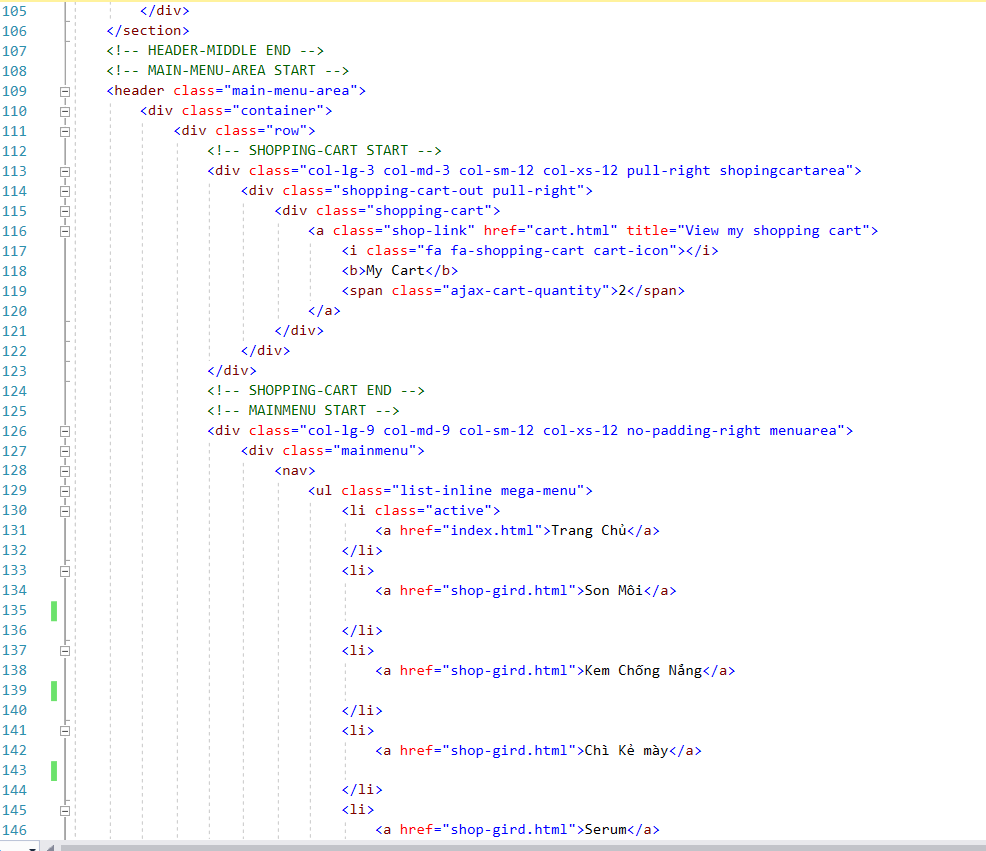 105 </div>
106 </section>
107 <!-- HEADER-MIDDLE END -->
108 <!-- MAIN-MENU-AREA START -->
109 <header class="main-menu-area">
110 <div class="container">
111 <div class="row">
112 <!-- SHOPPING-CART START -->
113 <div class="col-lg-3 col-md-3 col-sm-12 col-xs-12 pull-right shopingcartarea">
114 <div class="shopping-cart-out pull-right">
115 <div class="shopping-cart">
116 <a class="shop-link" href="cart.html" title="View my shopping cart">
117 <i class="fa fa-shopping-cart cart-icon"></i>
118 <b>My Cart</b>
119 <span class="ajax-cart-quantity">2</span>
120 </a>
121 </div>
122 </div>
123 </div>
124 <!-- SHOPPING-CART END -->
125 <!-- MAINMENU START -->
126 <div class="col-lg-9 col-md-9 col-sm-12 col-xs-12 no-padding-right menuarea">
127 <div class="mainmenu">
128 <nav>
129 <ul class="list-inline mega-menu">
130 <li class="active">
131 <a href="index.html">Trang Chủ</a>
132 </li>
133 <li>
134 <a href="shop-gird.html">Son Môi</a>
135
136 </li>
137 <li>
138 <a href="shop-gird.html">Kem Chống Nắng</a>
139
140 </li>
141 <li>
142 <a href="shop-gird.html">Chì Kẻ mày</a>
143
144 </li>
145 <li>
146 <a href="shop-gird.html">Serum</a>